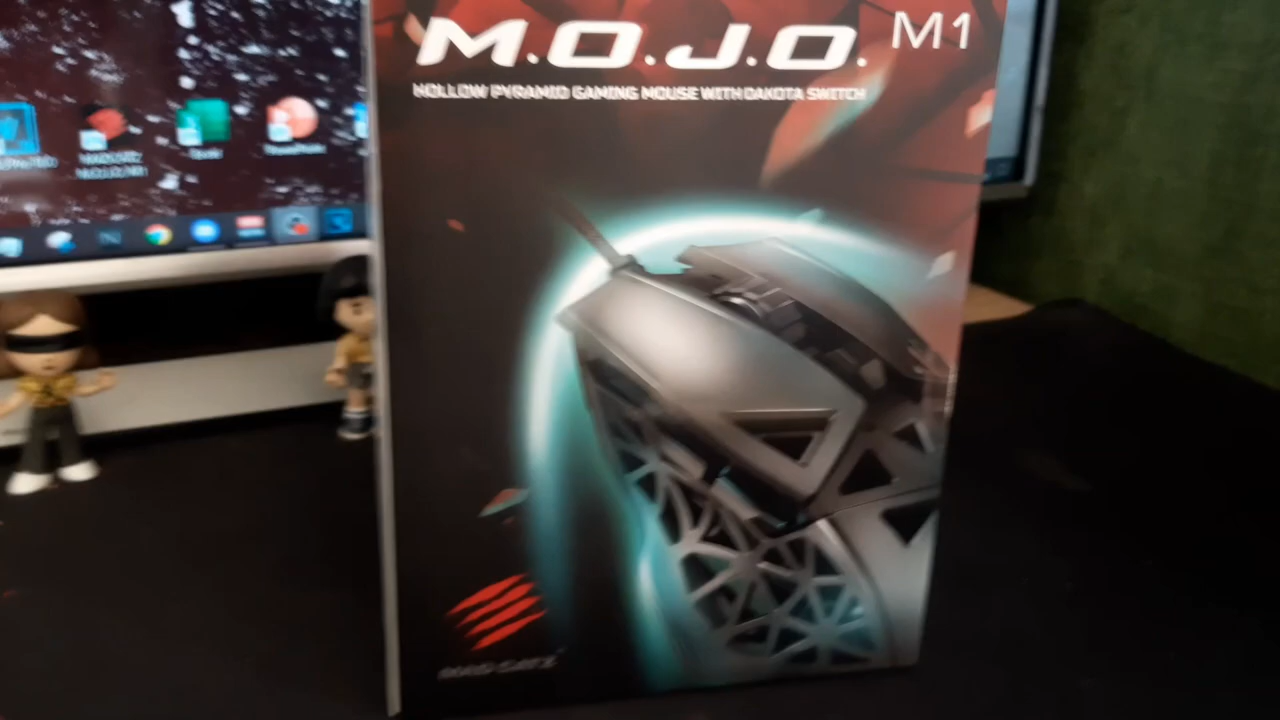 M.O.J.O. M1
HOLLOW PYRAMID GAMING MOUSE WITH DAKOTA SWITCH
MAD CATZ